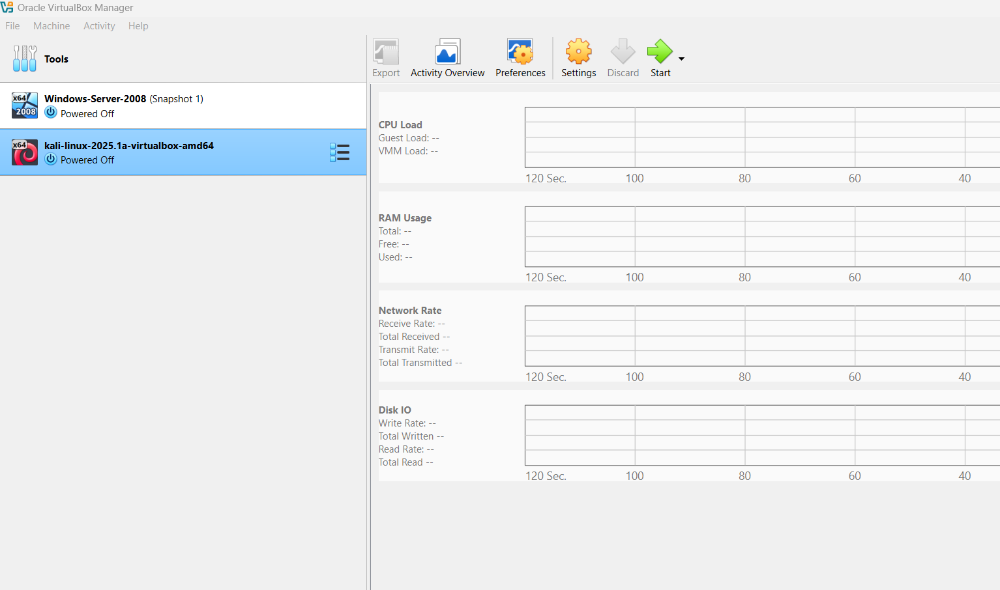 Oracle VirtualBox Manager
File Machine Activity Help
Tools
Export Activity Overview Preferences Settings Discard Start
x64 2008
Windows-Server-2008 (Snapshot 1)
Powered Off
x64
kali-linux-2025.1a-virtualbox-amd64
Powered Off
CPU Load
Guest Load: --
VMM Load: --
120 Sec. 100 80 60 40
RAM Usage
Total: --
Free: --
Used: --
120 Sec. 100 80 60 40
Network Rate
Receive Rate: --
Total Received --
Transmit Rate: --
Total Transmitted --
120 Sec. 100 80 60 40
Disk IO
Write Rate: --
Total Written --
Read Rate: --
Total Read --
120 Sec. 100 80 60 40